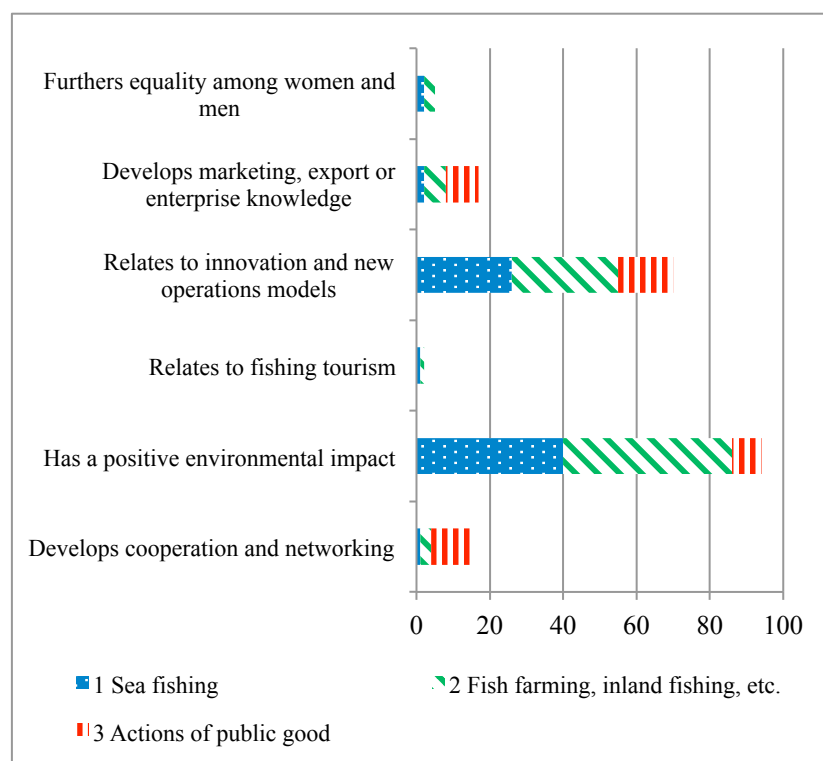 Furthers equality among women and
men
Develops marketing, export or
enterprise knowledge
Relates to innovation and new
operations models
Relates to fishing tourism
Has a positive environmental impact
Develops cooperation and networking
0 20 40 60 80 100
1 Sea fishing
2 Fish farming, inland fishing, etc.
3 Actions of public good